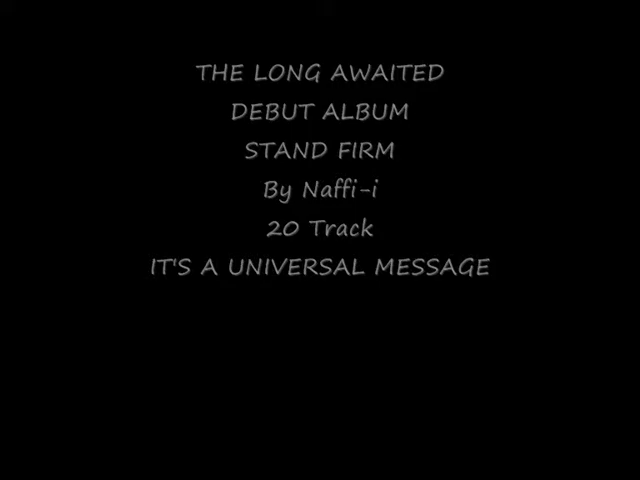 THE LONG AWAITED
DEBUT ALBUM
STAND FIRM
By Naffi-i
20 Track
IT'S A UNIVERSAL MESSAGE